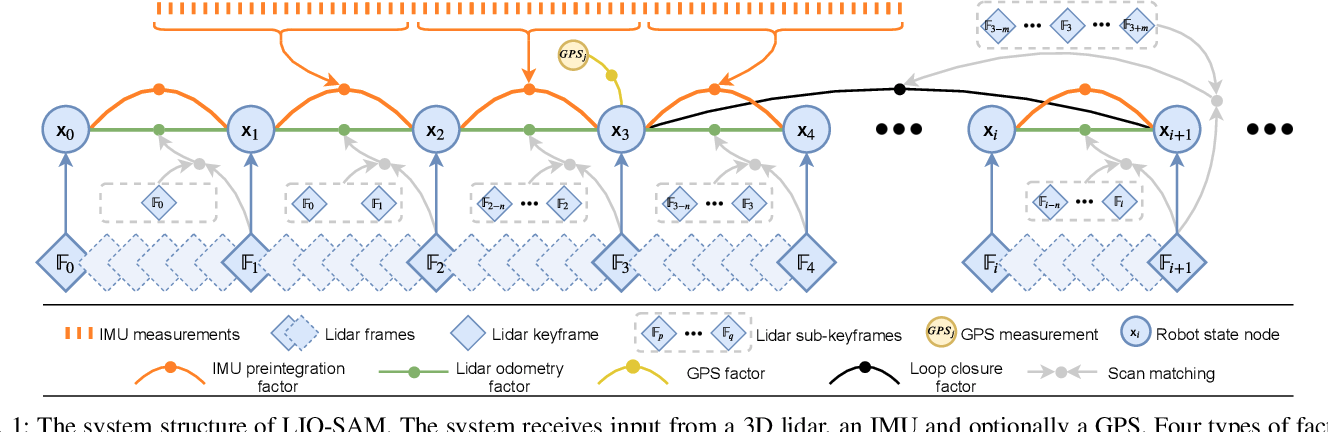 𝔽3−m ••• 𝔽3 ••• 𝔽3+m
GPSj
x0 x1 x2 x3 x4 ••• xi xi+1 •••
𝔽0 𝔽0 𝔽1 𝔽2−n ••• 𝔽2 𝔽3−n ••• 𝔽3 𝔽i−n ••• 𝔽i
𝔽0 𝔽1 𝔽2 𝔽3 𝔽4 𝔽i 𝔽i+1
IMU measurements Lidar frames Lidar keyframe 𝔽p ••• 𝔽q Lidar sub-keyframes GPSj GPS measurement xi Robot state node
IMU preintegration factor Lidar odometry factor GPS factor Loop closure factor Scan matching
. 1: The system structure of LIO-SAM. The system receives input from a 3D lidar, an IMU and optionally a GPS. Four types of fact